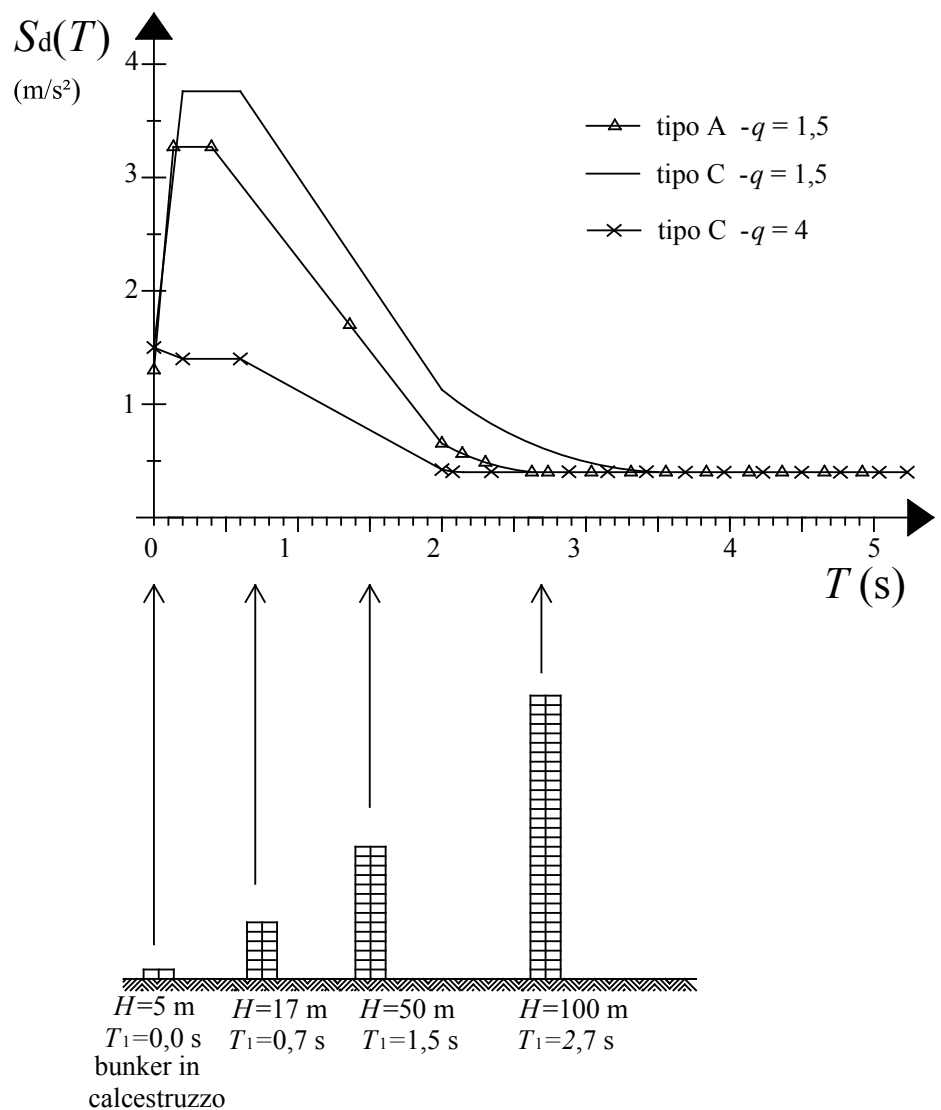 Sd(T)
(m/s²)
4
3
2
1
tipo A -q = 1,5
tipo C -q = 1,5
tipo C -q = 4
0 1 2 3 4 5
T (s)
H=5 m
T1=0,0 s
bunker in
calcestruzzo
H=17 m
T1=0,7 s
H=50 m
T1=1,5 s
H=100 m
T1=2,7 s